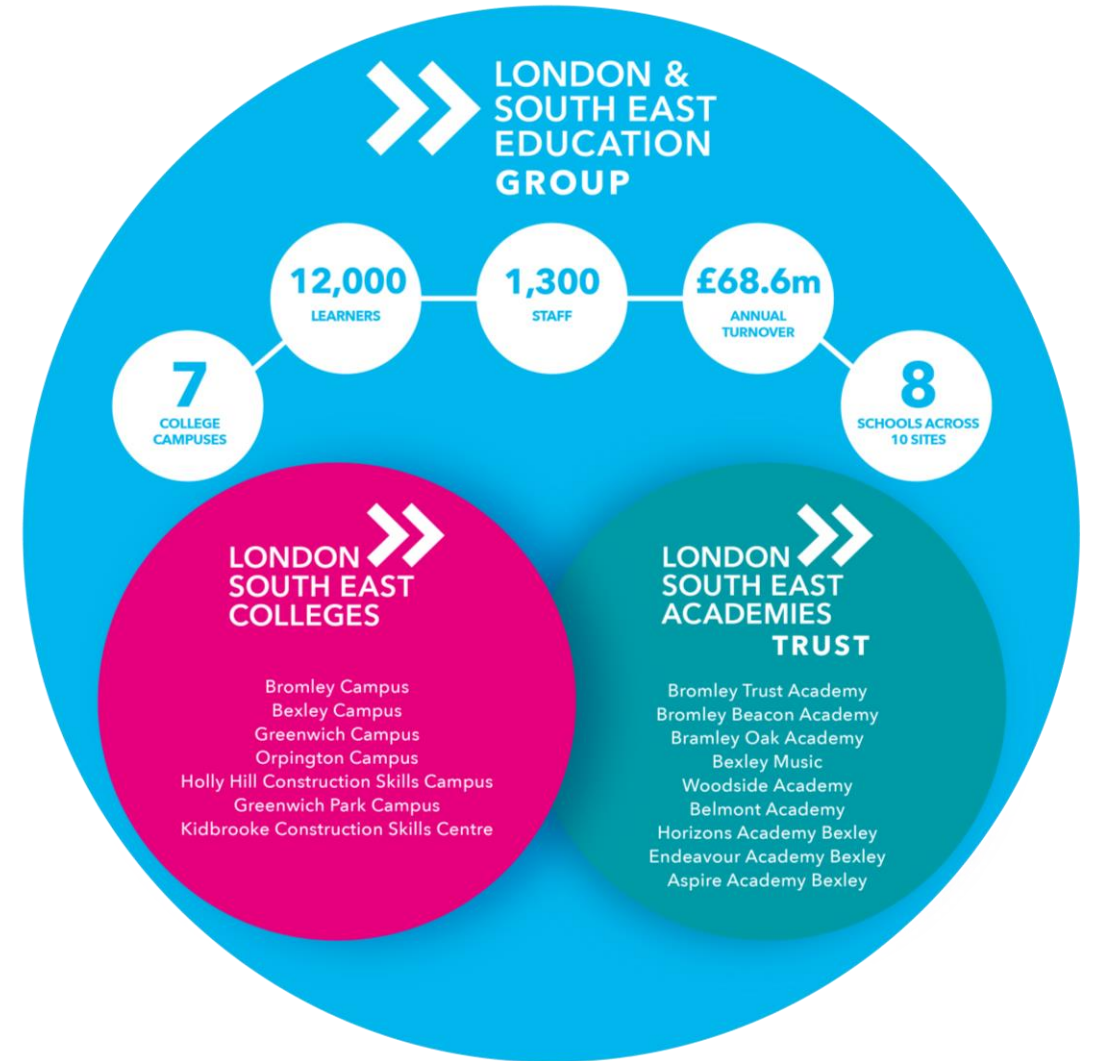 LONDON &
SOUTH EAST
EDUCATION
GROUP
7
COLLEGE
CAMPUSES
12,000
LEARNERS
1,300
STAFF
£68.6m
ANNUAL
TURNOVER
8
SCHOOLS ACROSS
10 SITES
LONDON
SOUTH EAST
COLLEGES
Bromley Campus
Bexley Campus
Greenwich Campus
Orpington Campus
Holly Hill Construction Skills Campus
Greenwich Park Campus
Kidbrooke Construction Skills Centre
LONDON
SOUTH EAST
ACADEMIES
TRUST
Bromley Trust Academy
Bromley Beacon Academy
Bramley Oak Academy
Bexley Music
Woodside Academy
Belmont Academy
Horizons Academy Bexley
Endeavour Academy Bexley
Aspire Academy Bexley